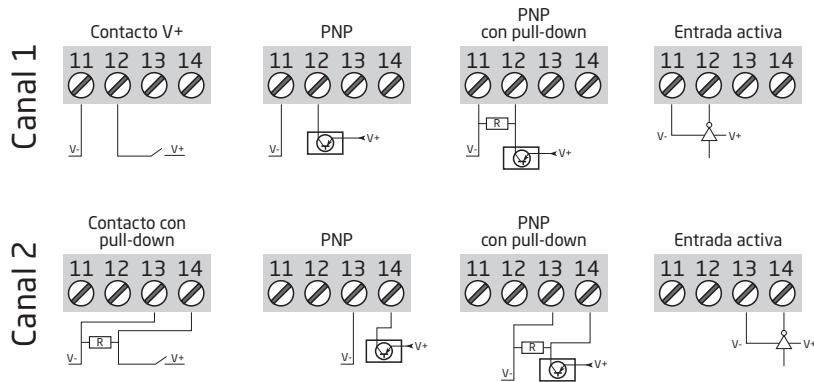 Canal 1
Contacto V+
11 12 13 14
V-
V+
PNP
11 12 13 14
V-
V+
PNP
con pull-down
11 12 13 14
R
V-
V+
Entrada activa
11 12 13 14
V-
V+
Canal 2
Contacto con
pull-down
11 12 13 14
R
V-
V+
PNP
11 12 13 14
V-
V+
PNP
con pull-down
11 12 13 14
R
V-
V+
Entrada activa
11 12 13 14
V-
V+